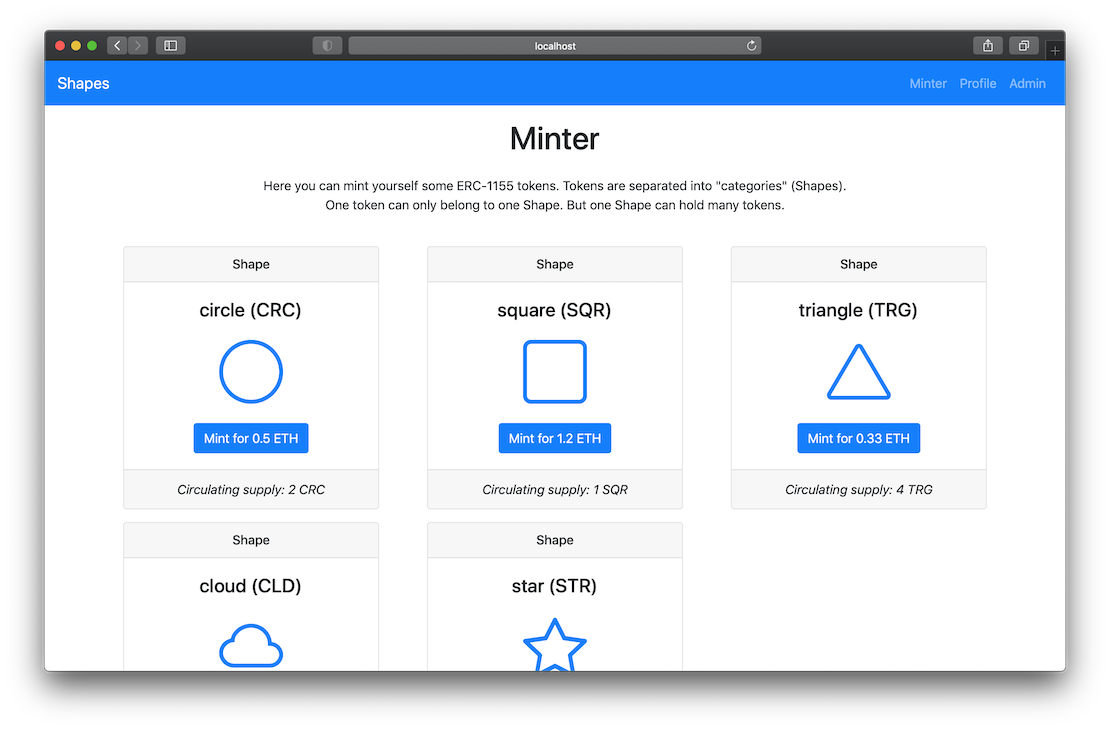 localhost
Shapes
Minter Profile Admin
Minter
Here you can mint yourself some ERC-1155 tokens. Tokens are separated into "categories" (Shapes).
One token can only belong to one Shape. But one Shape can hold many tokens.
Shape
circle (CRC)
Mint for 0.5 ETH
Circulating supply: 2 CRC
Shape
square (SQR)
Mint for 1.2 ETH
Circulating supply: 1 SQR
Shape
triangle (TRG)
Mint for 0.33 ETH
Circulating supply: 4 TRG
Shape
cloud (CLD)
Shape
star (STR)